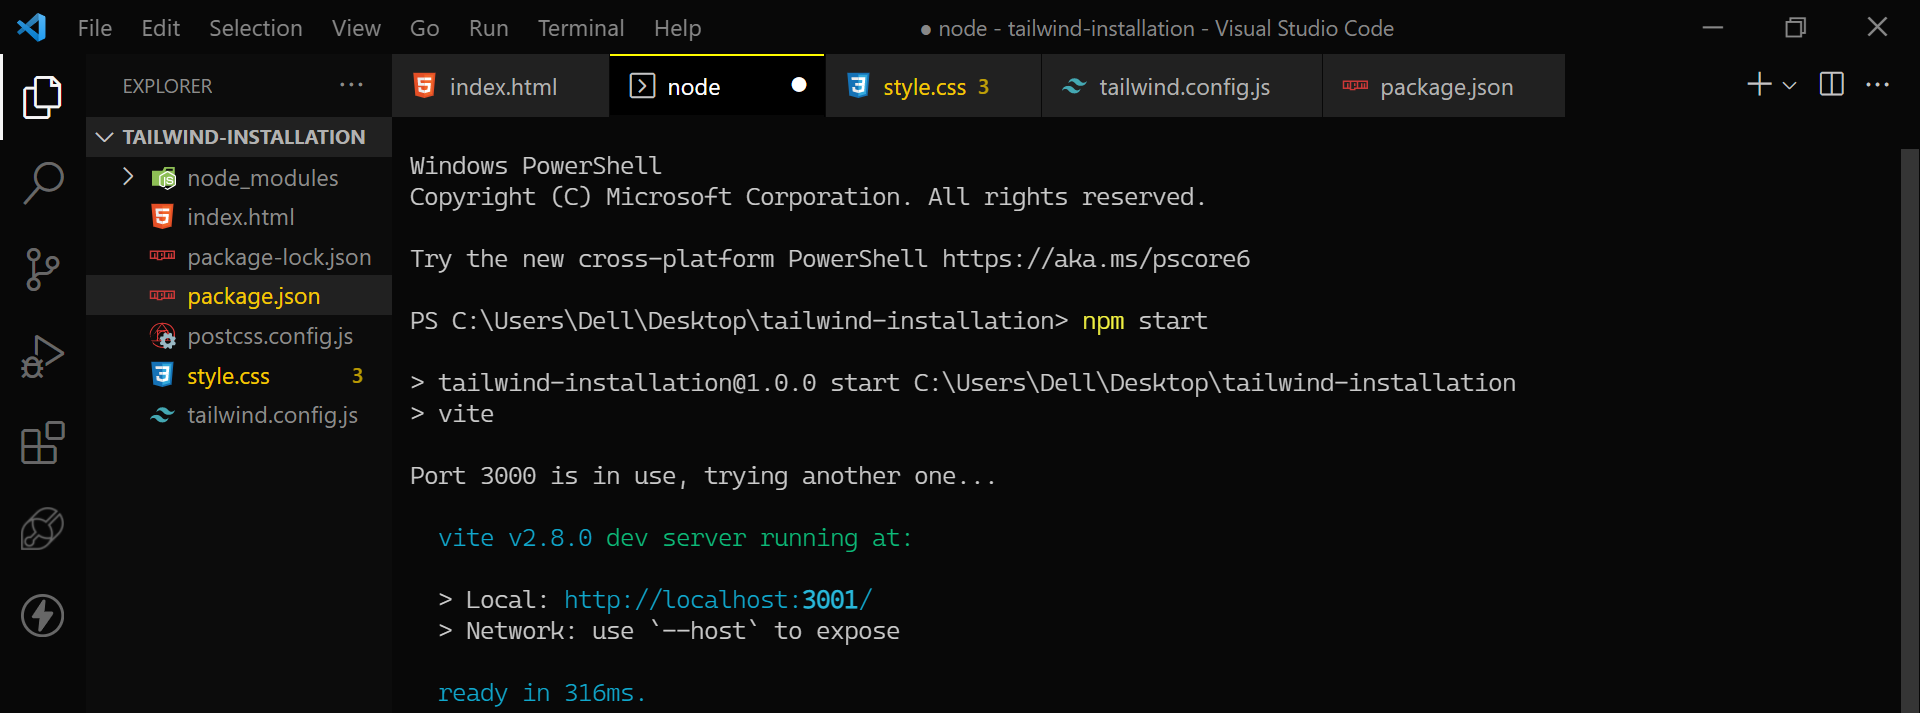 File Edit Selection View Go Run Terminal Help ● node - tailwind-installation - Visual Studio Code
EXPLORER ···
index.html
node
style.css 3
tailwind.config.js
package.json
TAILWIND-INSTALLATION
node_modules
index.html
package-lock.json
package.json
postcss.config.js
style.css 3
tailwind.config.js
Windows PowerShell
Copyright (C) Microsoft Corporation. All rights reserved.
Try the new cross-platform PowerShell https://aka.ms/pscore6
PS C:\Users\Dell\Desktop\tailwind-installation> npm start
> tailwind-installation@1.0.0 start C:\Users\Dell\Desktop\tailwind-installation
> vite
Port 3000 is in use, trying another one...
vite v2.8.0 dev server running at:
> Local: http://localhost:3001/
> Network: use `--host` to expose
ready in 316ms.